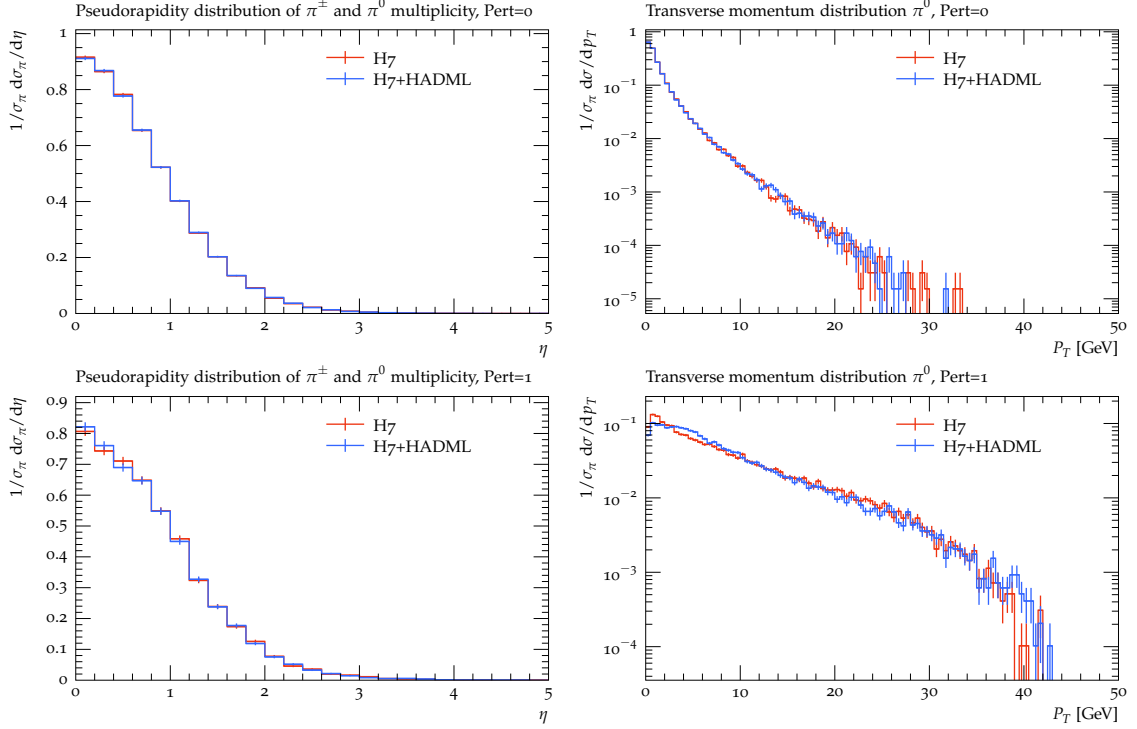 Pseudorapidity distribution of π± and π⁰ multiplicity, Pert=0
1/σπ dσπ/dη
H7
H7+HADML
1
0.8
0.6
0.4
0.2
0
0 1 2 3 4 5
η
Transverse momentum distribution π⁰, Pert=0
1/σπ dσ/dpT
H7
H7+HADML
1
10⁻¹
10⁻²
10⁻³
10⁻⁴
10⁻⁵
0 10 20 30 40 50
PT [GeV]
Pseudorapidity distribution of π± and π⁰ multiplicity, Pert=1
1/σπ dσπ/dη
H7
H7+HADML
0.9
0.8
0.7
0.6
0.5
0.4
0.3
0.2
0.1
0
0 1 2 3 4 5
η
Transverse momentum distribution π⁰, Pert=1
1/σπ dσ/dpT
H7
H7+HADML
10⁻¹
10⁻²
10⁻³
10⁻⁴
0 10 20 30 40 50
PT [GeV]